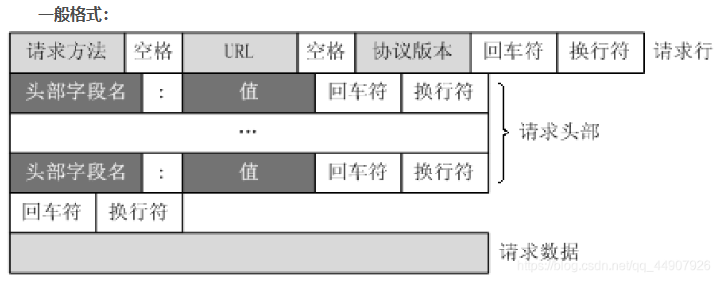 一般格式：
请求方法 空格 URL 空格 协议版本 回车符 换行符 请求行
头部字段名 : 值 回车符 换行符
... 请求头部
头部字段名 : 值 回车符 换行符
回车符 换行符
请求数据
https://blog.csdn.net/qq_44907926